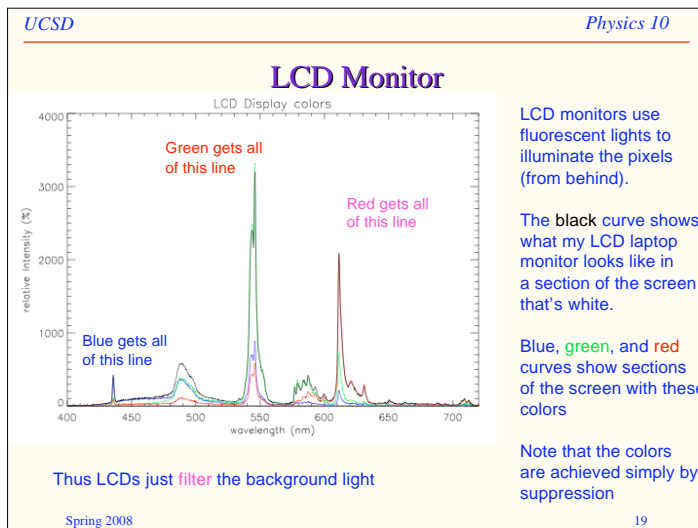 UCSD
Physics 10
LCD Monitor
LCD Display colors
4000
3000
2000
1000
0
relative Intensity (%)
400
450
500
550
600
650
700
wavelength (nm)
Green gets all
of this line
Red gets all
of this line
Blue gets all
of this line
LCD monitors use
fluorescent lights to
illuminate the pixels
(from behind).
The black curve shows
what my LCD laptop
monitor looks like in
a section of the screen
that's white.
Blue, green, and red
curves show sections
of the screen with these
colors
Note that the colors
are achieved simply by
suppression
Thus LCDs just filter the background light
Spring 2008
19